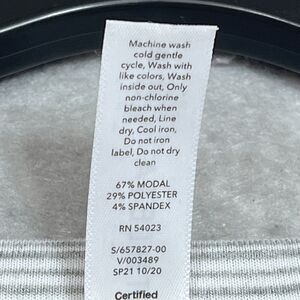 Machine wash
cold gentle
cycle, Wash with
like colors, Wash
inside out, Only
non-chlorine
bleach when
needed, Line
dry, Cool iron,
Do not iron
label, Do not dry
clean
67% MODAL
29% POLYESTER
4% SPANDEX
RN 54023
S/657827-00
V/003489
SP21 10/20
Certified